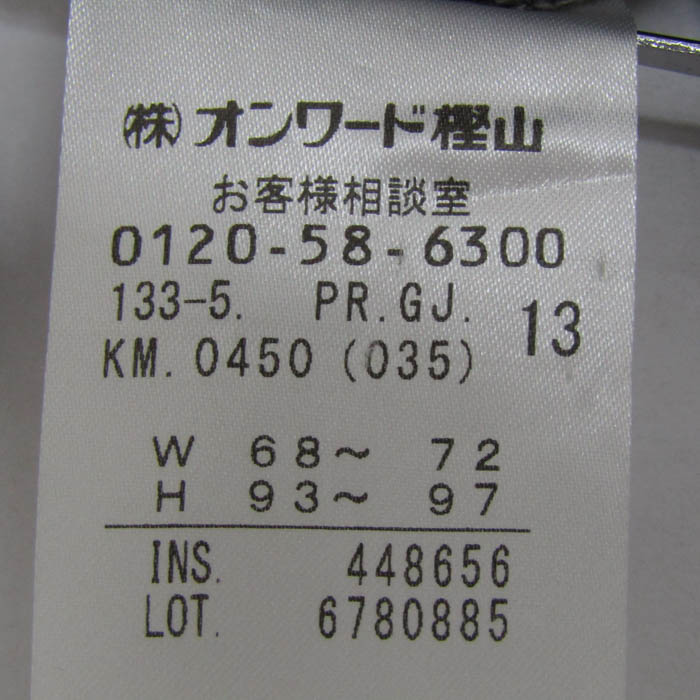 ㈱オンワード樫山
お客様相談室
0120-58-6300
133-5. PR.GJ. 13
KM. 0450 (035)
W 68～ 72
H 93～ 97
INS. 448656
LOT. 6780885